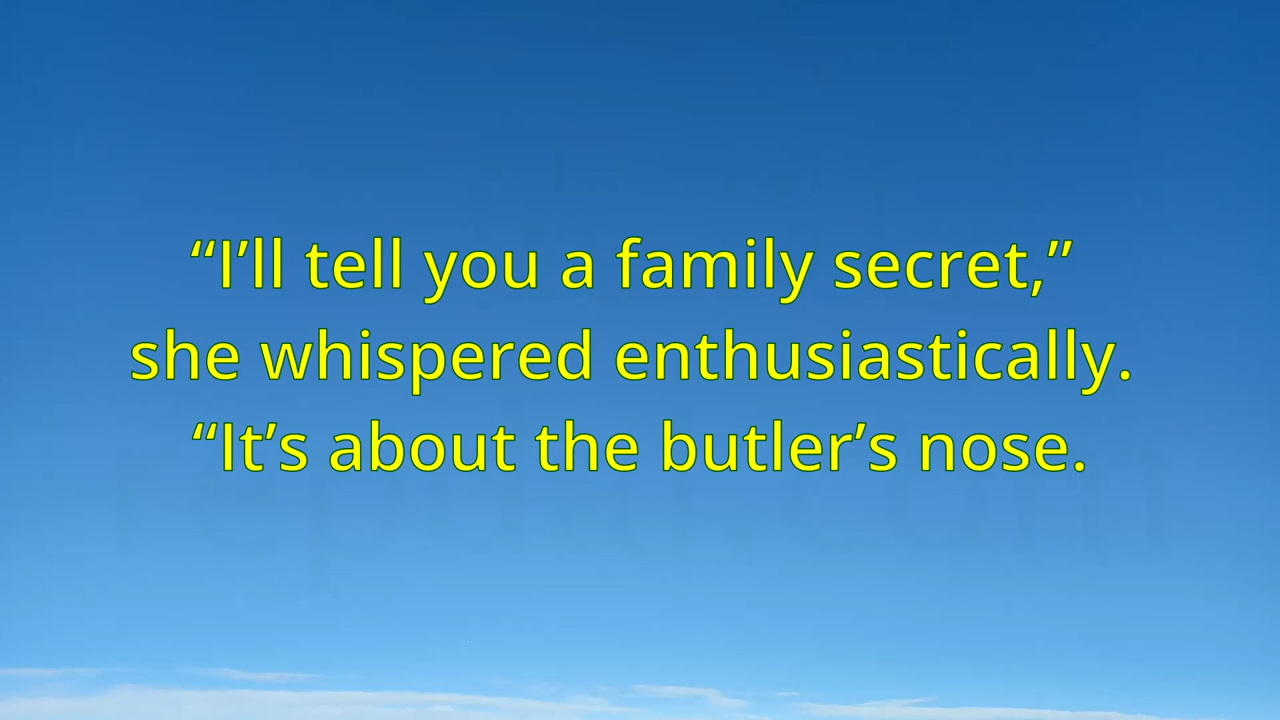 “I’ll tell you a family secret,”
she whispered enthusiastically.
“It’s about the butler’s nose.